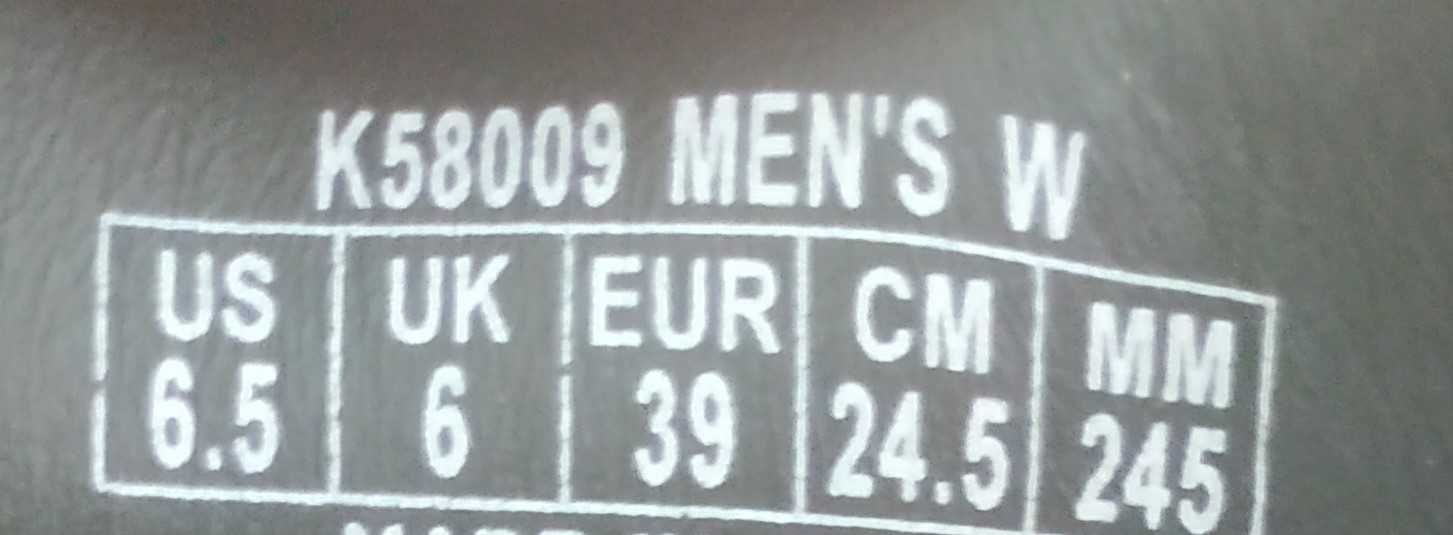 K58009 MEN'S W
US UK EUR CM MM
6.5 6 39 24.5 245